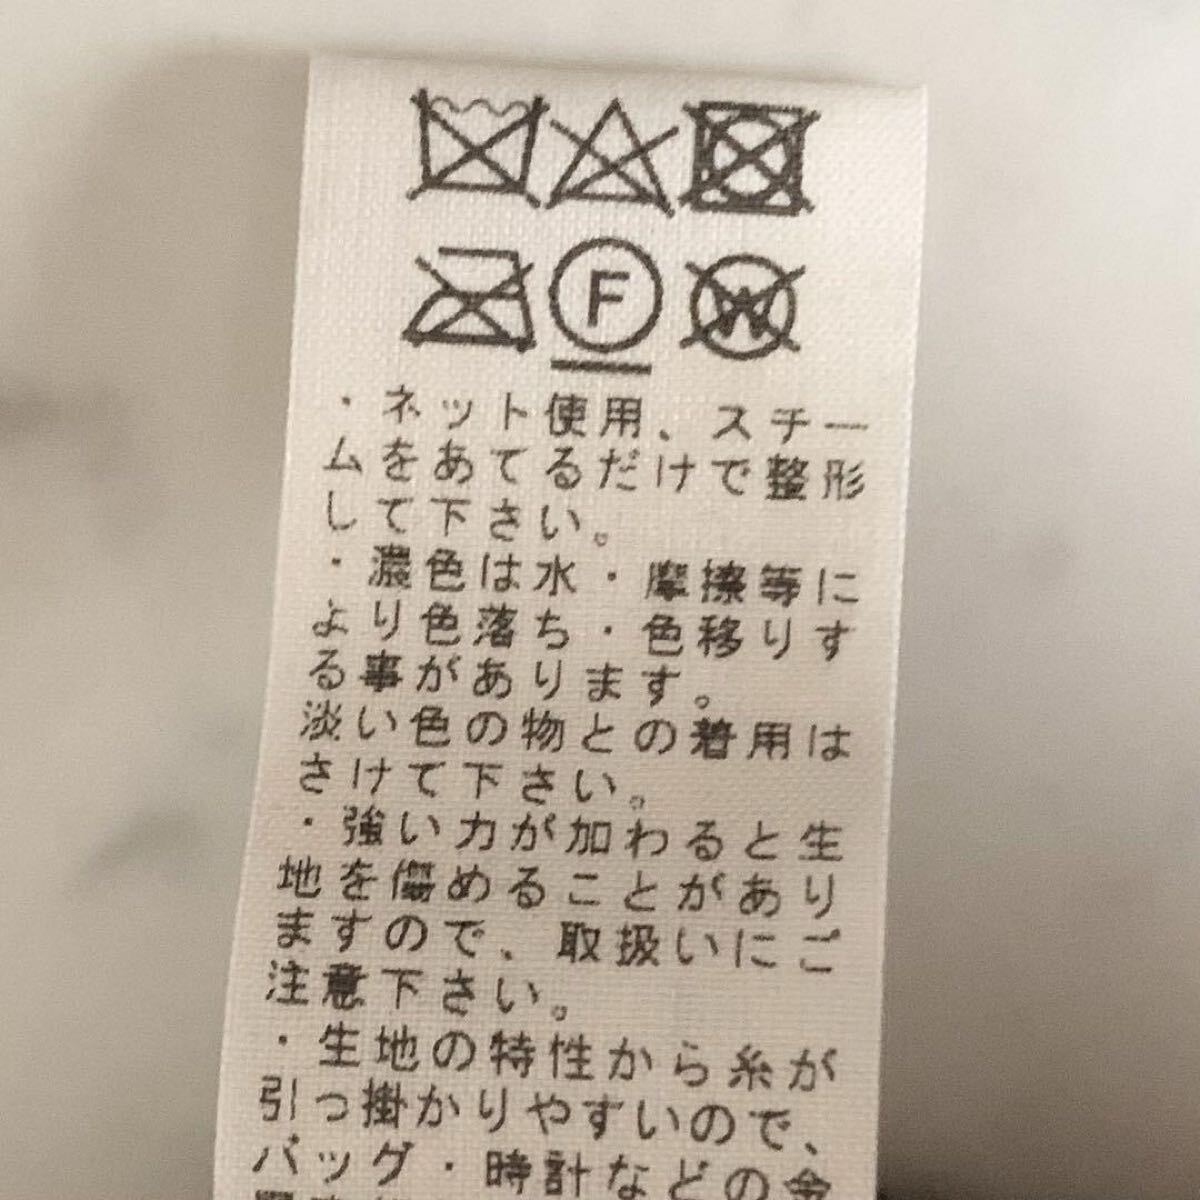 F W
・ネット使用、スチー
ムをあてるだけで整形
して下さい。
・濃色は水・摩擦等に
より色落ち・色移りす
る事があります。
淡い色の物との着用は
さけて下さい。
・強い力が加わると生
地を傷めることがあり
ますので、取扱いにご
注意下さい。
・生地の特性から糸が
引っ掛かりやすいので、
バッグ・時計などの金